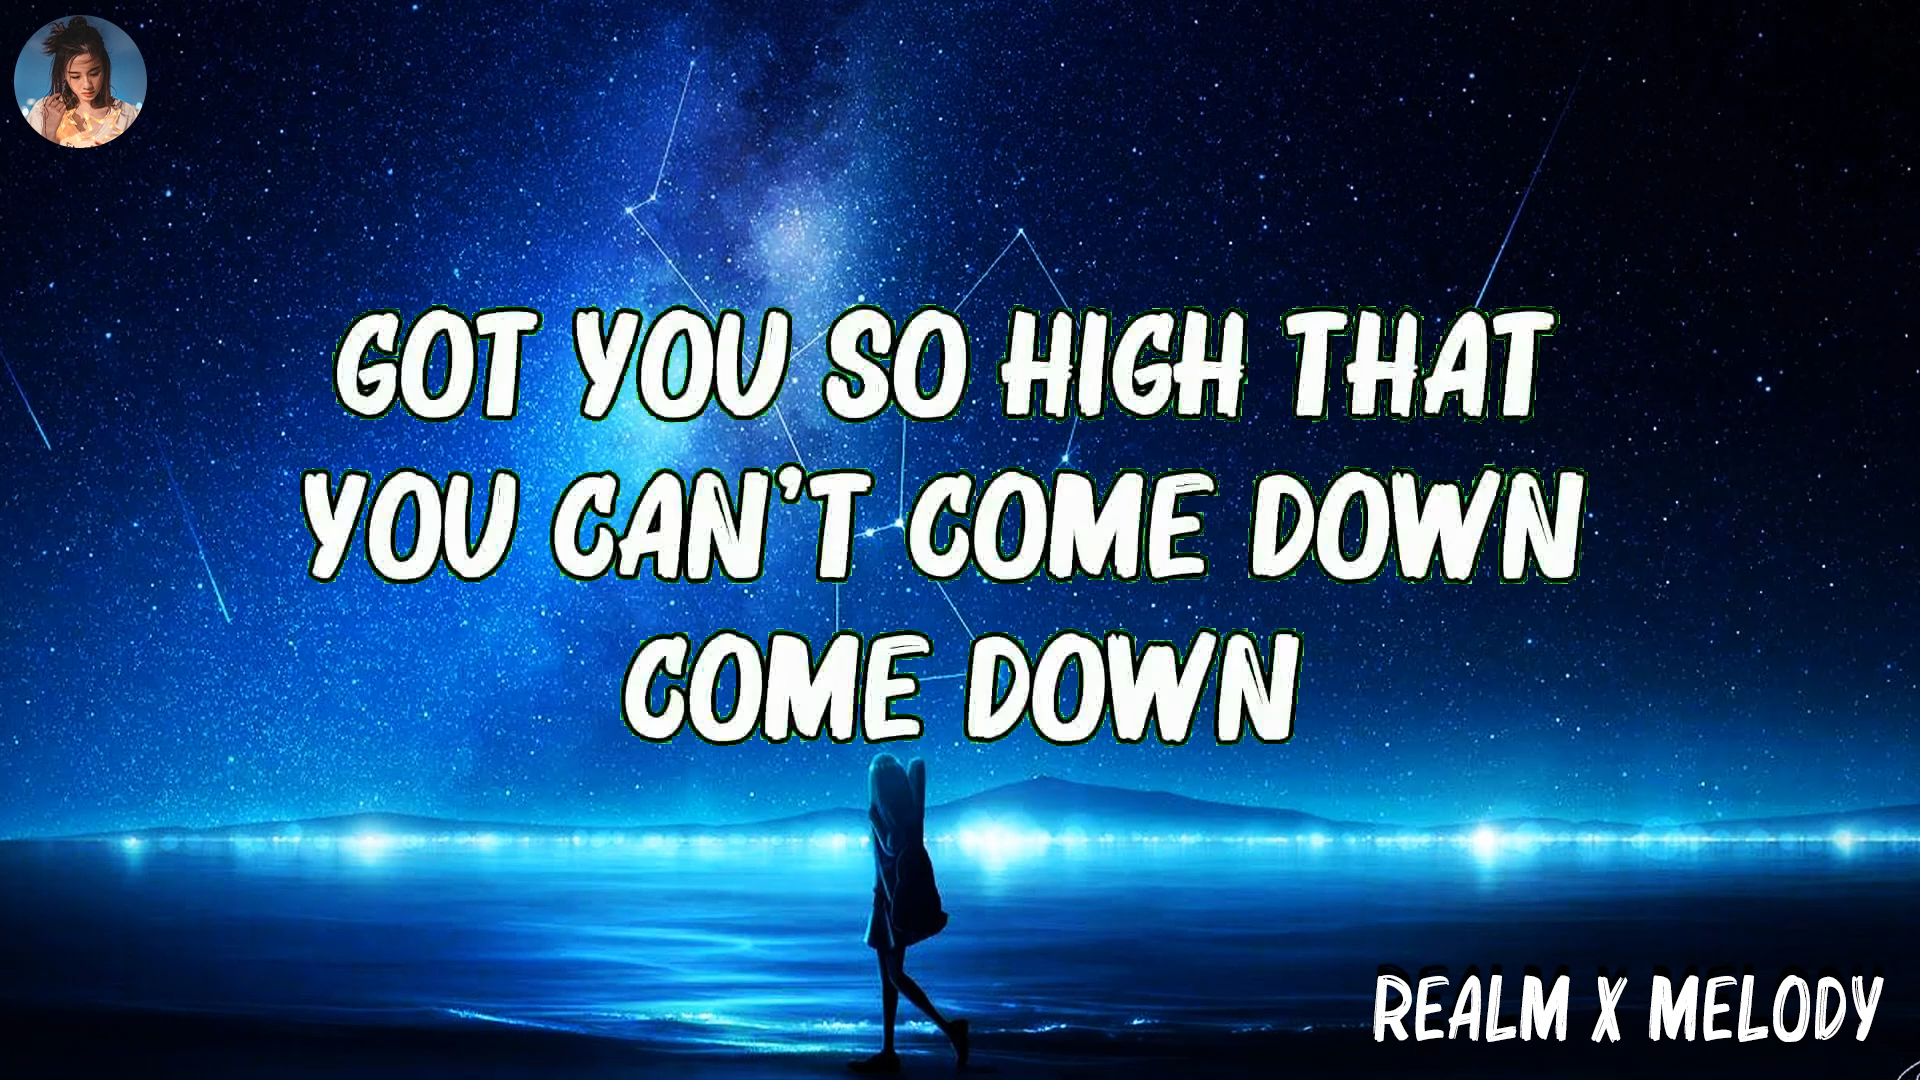 GOT YOU SO HIGH THAT
YOU CAN'T COME DOWN
COME DOWN
REALM X MELODY